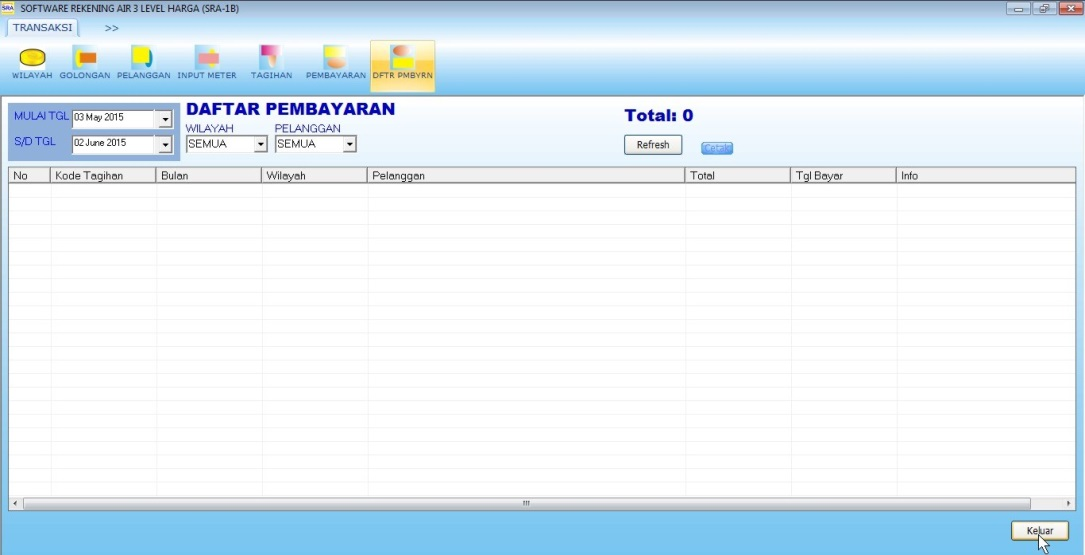 SRA SOFTWARE REKENING AIR 3 LEVEL HARGA (SRA-1B)
TRANSAKSI >>
WILAYAH GOLONGAN PELANGGAN INPUT METER TAGIHAN PEMBAYARAN DFTR PMBYRN
MULAI TGL 03 May 2015
S/D TGL 02 June 2015
DAFTAR PEMBAYARAN
WILAYAH PELANGGAN
SEMUA SEMUA
Total: 0
Refresh Cetak
No Kode Tagihan Bulan Wilayah Pelanggan Total Tgl Bayar Info
Keluar